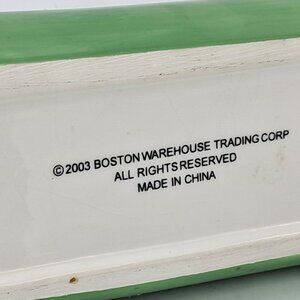 ©2003 BOSTON WAREHOUSE TRADING CORP
ALL RIGHTS RESERVED
MADE IN CHINA